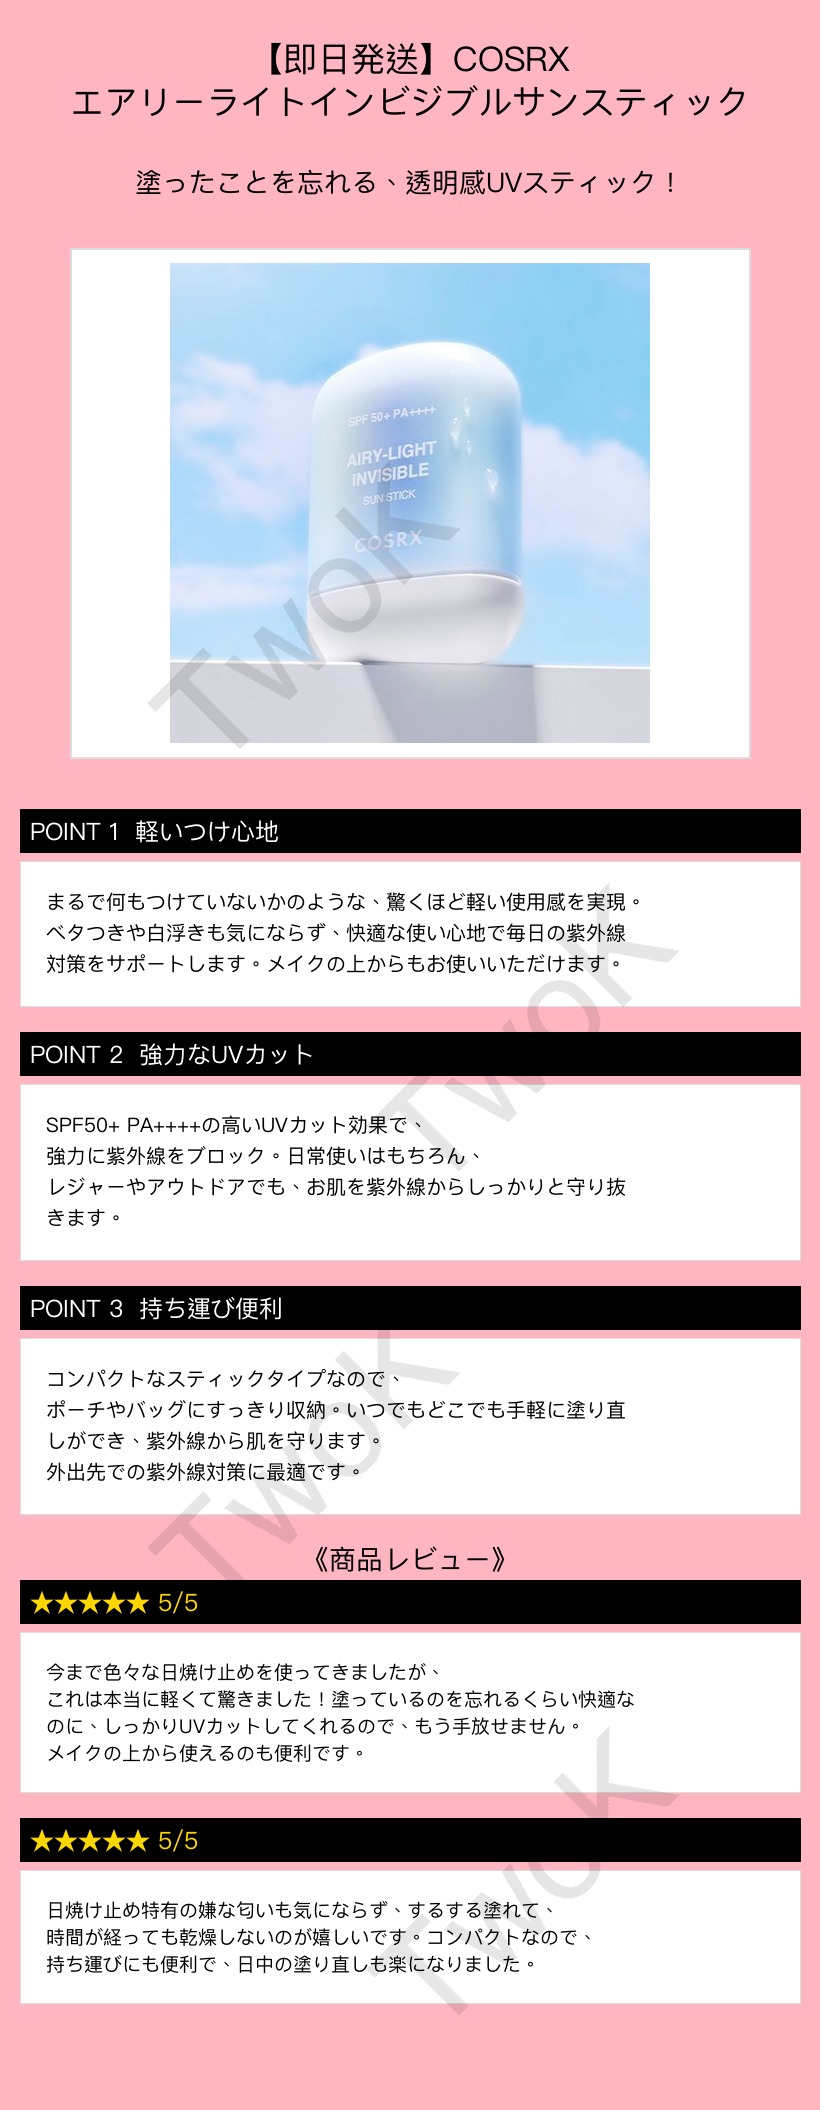 【即日発送】COSRX
エアリーライトインビジブルサンスティック
塗ったことを忘れる、透明感UVスティック！
SPF 50+ PA++++
AIRY-LIGHT
INVISIBLE
SUN STICK
COSRX
TwoK
POINT 1 軽いつけ心地
まるで何もつけていないかのような、驚くほど軽い使用感を実現。
ベタつきや白浮きも気にならず、快適な使い心地で毎日の紫外線
対策をサポートします。メイクの上からもお使いいただけます。
TwoK
POINT 2 強力なUVカット
SPF50+ PA++++の高いUVカット効果で、
強力に紫外線をブロック。日常使いはもちろん、
レジャーやアウトドアでも、お肌を紫外線からしっかりと守り抜
きます。
POINT 3 持ち運び便利
コンパクトなスティックタイプなので、
ポーチやバッグにすっきり収納。いつでもどこでも手軽に塗り直
しができ、紫外線から肌を守ります。
外出先での紫外線対策に最適です。
TwoK
《商品レビュー》
★★★★★ 5/5
今まで色々な日焼け止めを使ってきましたが、
これは本当に軽くて驚きました！塗っているのを忘れるくらい快適な
のに、しっかりUVカットしてくれるので、もう手放せません。
メイクの上から使えるのも便利です。
★★★★★ 5/5
日焼け止め特有の嫌な匂いも気にならず、するする塗れて、
時間が経っても乾燥しないのが嬉しいです。コンパクトなので、
持ち運びにも便利で、日中の塗り直しも楽になりました。
TwoK